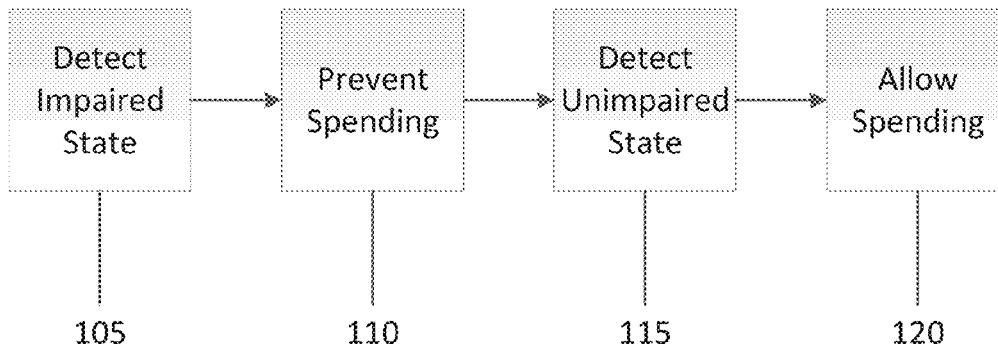 Detect
Impaired
State
Prevent
Spending
Detect
Unimpaired
State
Allow
Spending
105
110
115
120